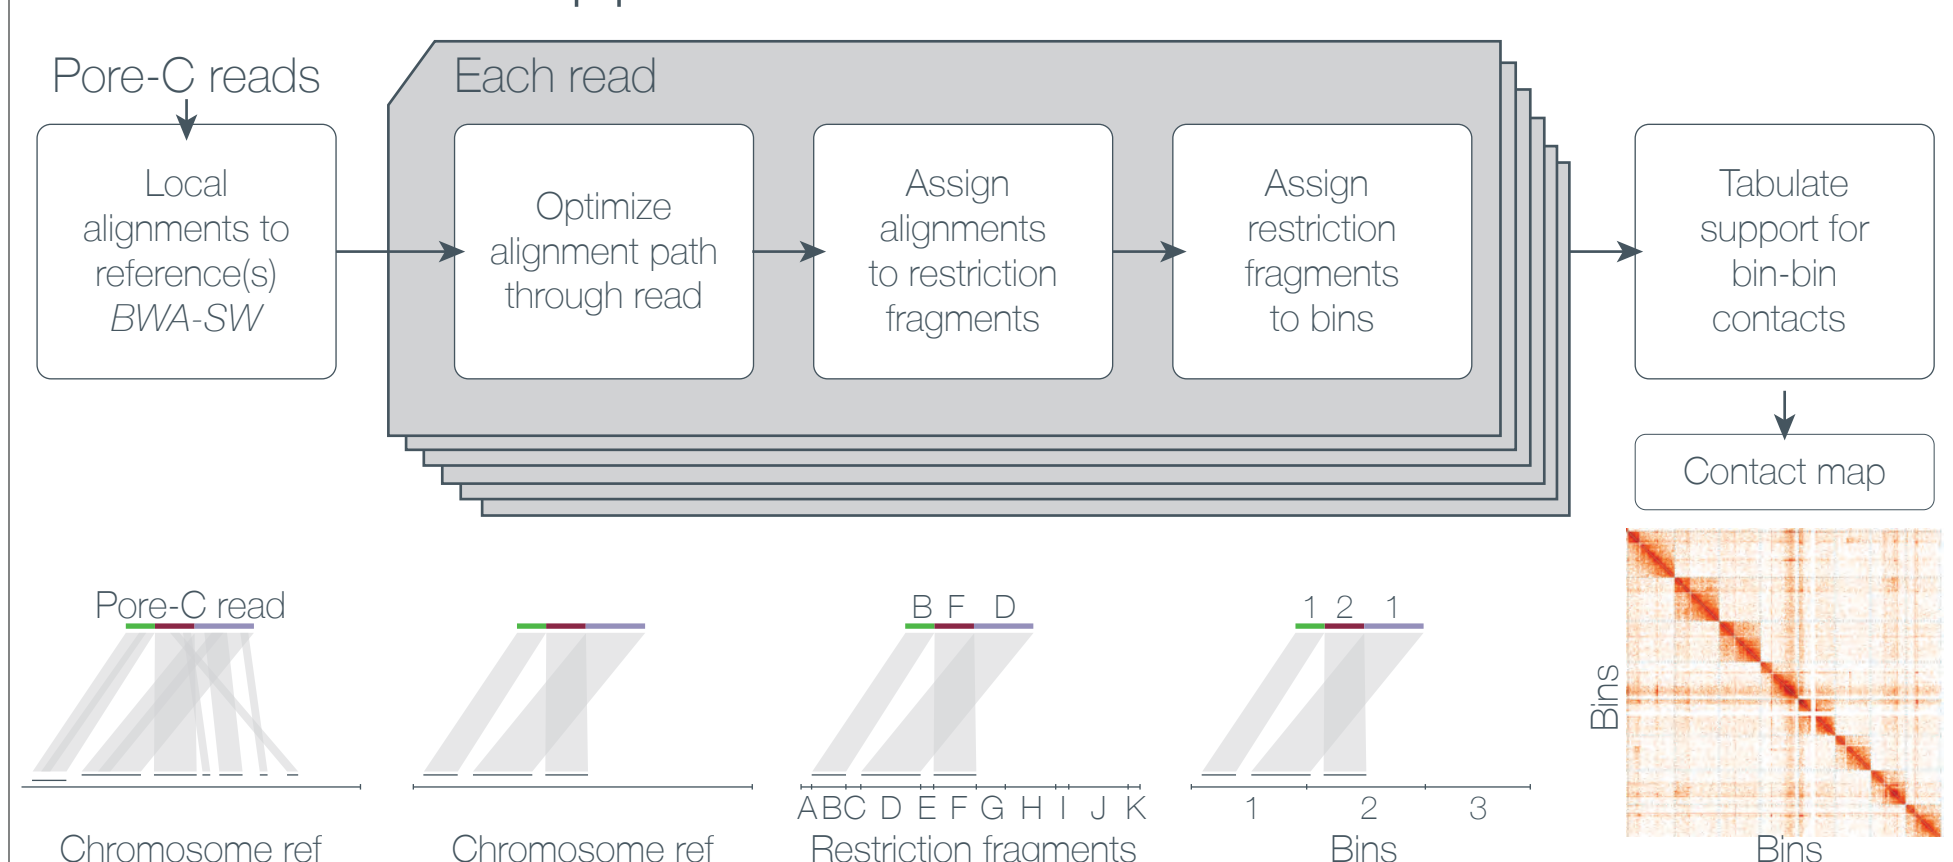 Pore-C reads
Each read
Local
alignments to
reference(s)
BWA-SW
Optimize
alignment path
through read
Assign
alignments
to restriction
fragments
Assign
restriction
fragments
to bins
Tabulate
support for
bin-bin
contacts
Contact map
Pore-C read
Chromosome ref
Chromosome ref
B F D
A B C D E F G H I J K
Restriction fragments
1 2 1
1 2 3
Bins
Bins
Bins